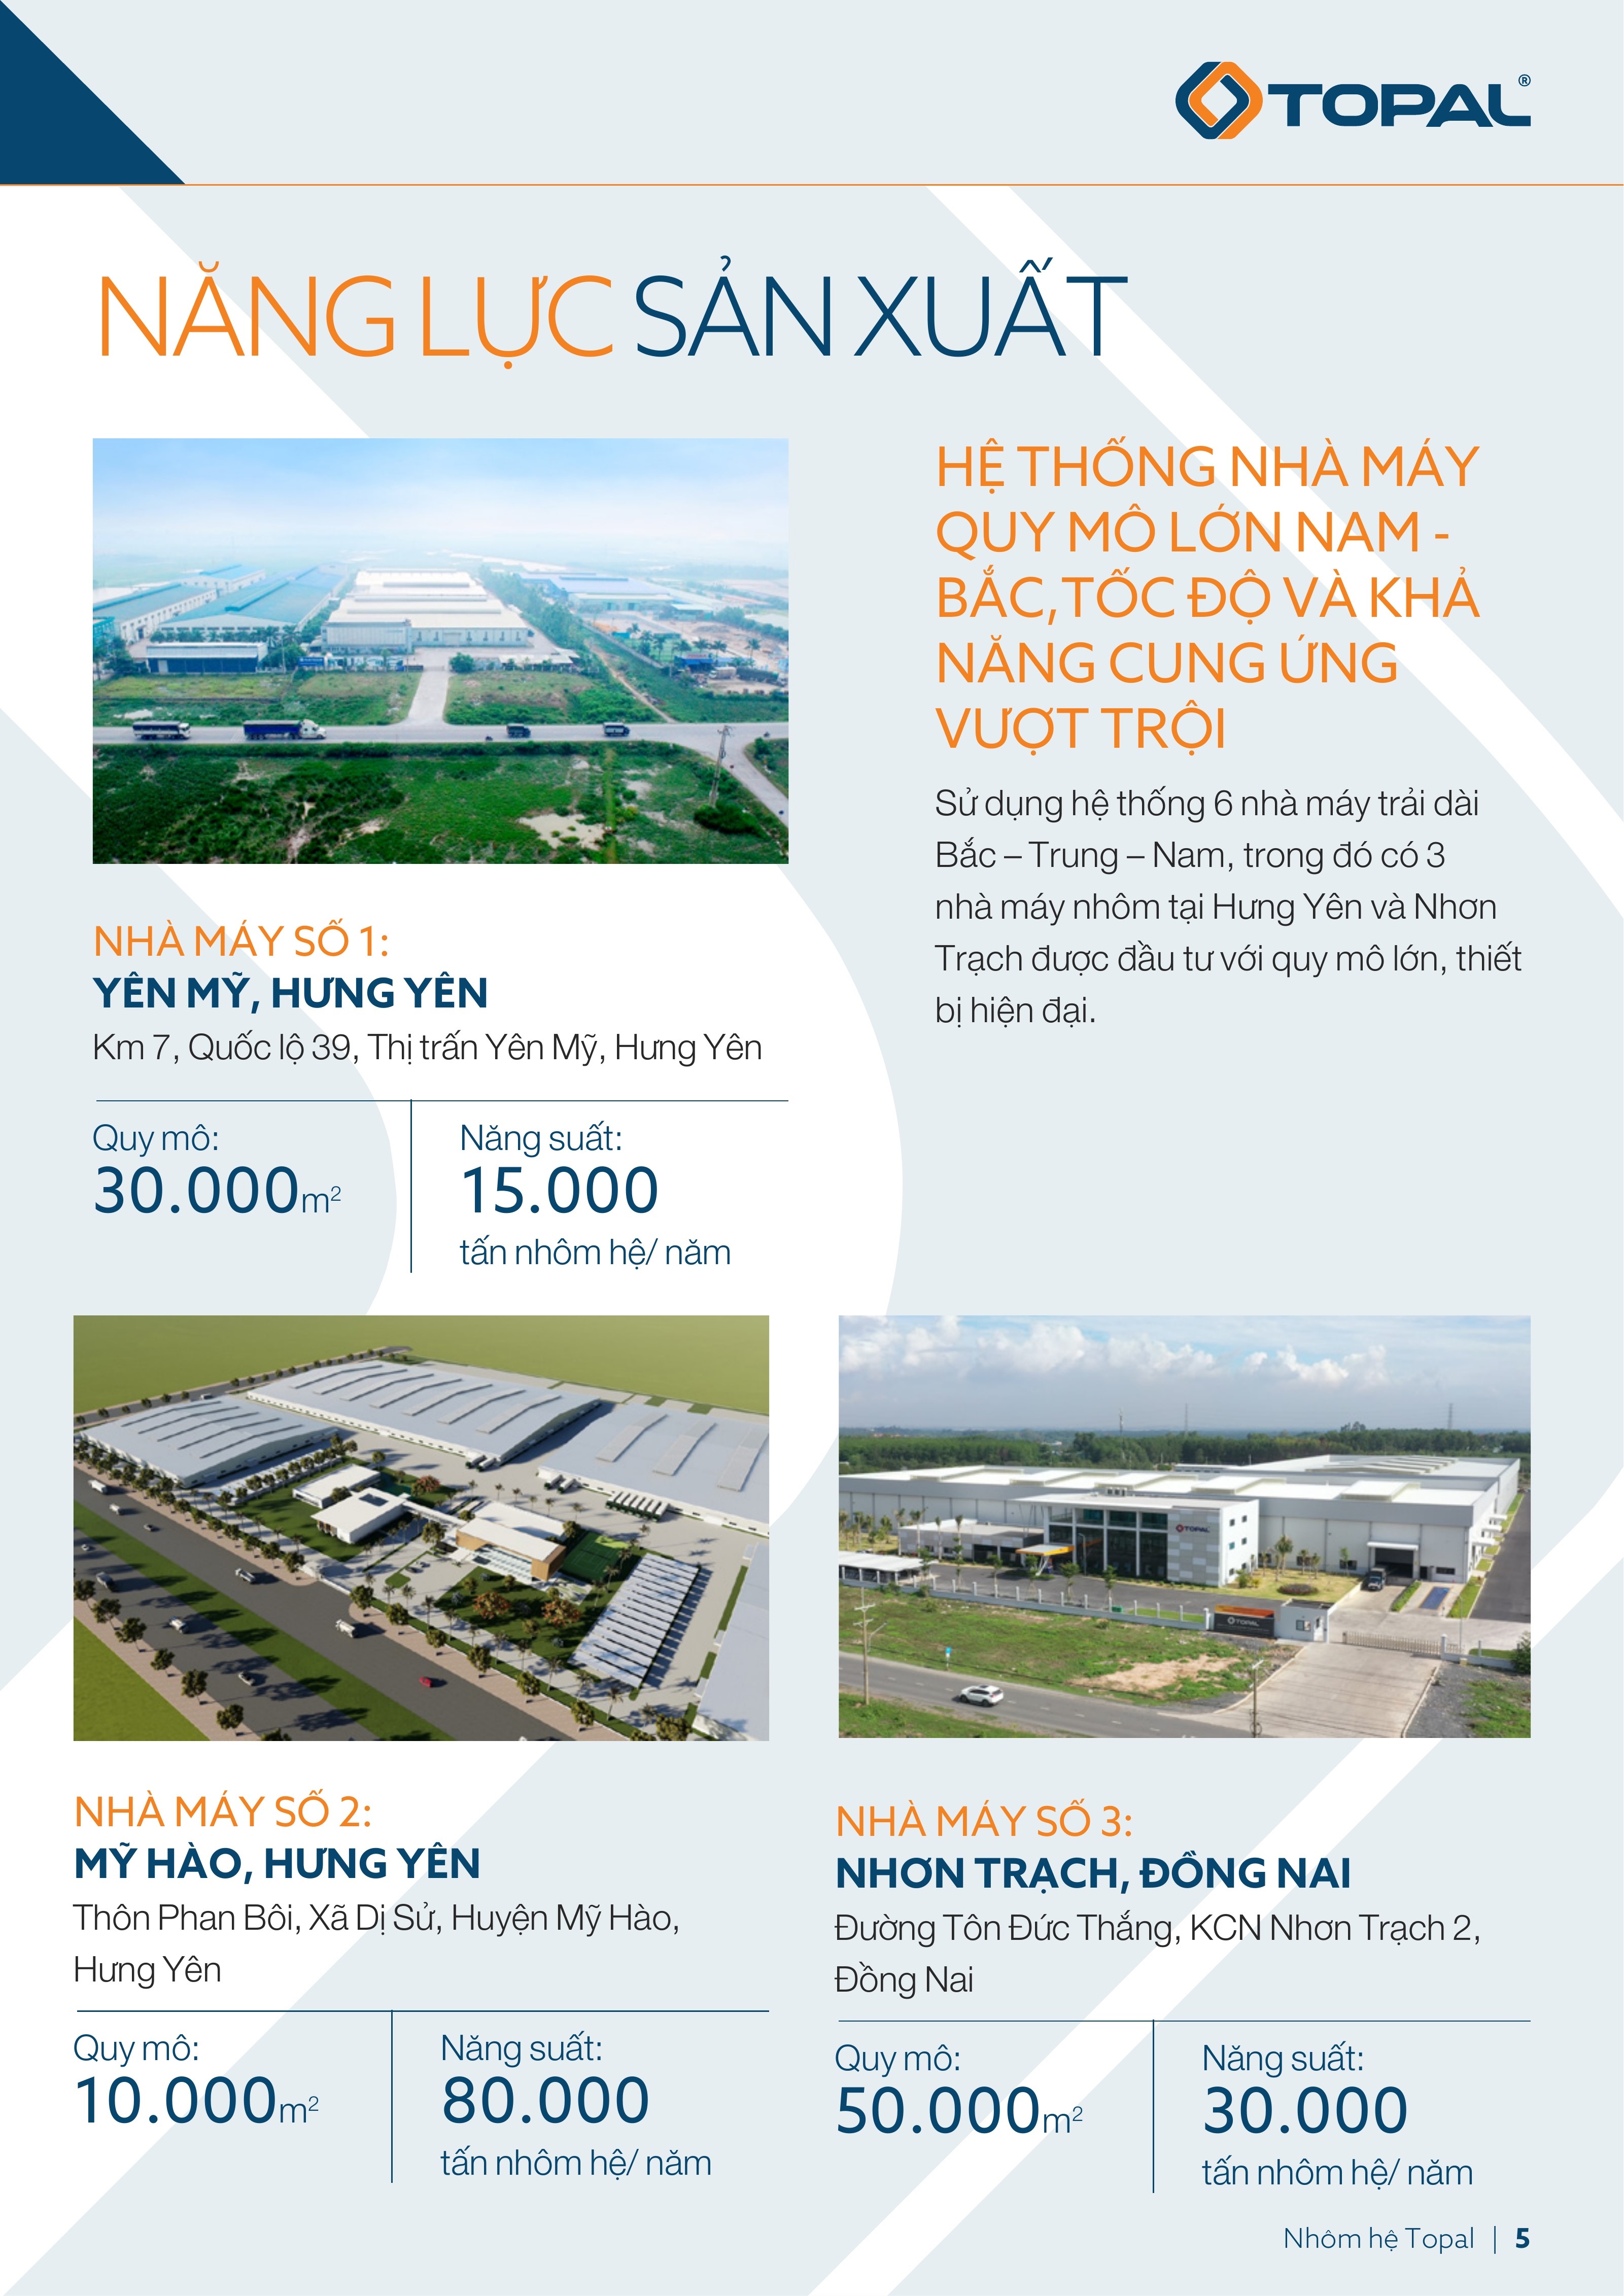 TOPAL®
NĂNG LỰC SẢN XUẤT
HỆ THỐNG NHÀ MÁY
QUY MÔ LỚN NAM -
BẮC,TỐC ĐỘ VÀ KHẢ
NĂNG CUNG ỨNG
VƯỢT TRỘI
Sử dụng hệ thống 6 nhà máy trải dài
Bắc – Trung – Nam, trong đó có 3
nhà máy nhôm tại Hưng Yên và Nhơn
Trạch được đầu tư với quy mô lớn, thiết
bị hiện đại.
NHÀ MÁY SỐ 1:
YÊN MỸ, HƯNG YÊN
Km 7, Quốc lộ 39, Thị trấn Yên Mỹ, Hưng Yên
Quy mô:
30.000m²
Năng suất:
15.000
tấn nhôm hệ/ năm
TOPAL
TOPAL
NHÀ MÁY SỐ 2:
MỸ HÀO, HƯNG YÊN
Thôn Phan Bôi, Xã Dị Sử, Huyện Mỹ Hào,
Hưng Yên
Quy mô:
10.000m²
Năng suất:
80.000
tấn nhôm hệ/ năm
NHÀ MÁY SỐ 3:
NHƠN TRẠCH, ĐỒNG NAI
Đường Tôn Đức Thắng, KCN Nhơn Trạch 2,
Đồng Nai
Quy mô:
50.000m²
Năng suất:
30.000
tấn nhôm hệ/ năm
Nhôm hệ Topal | 5